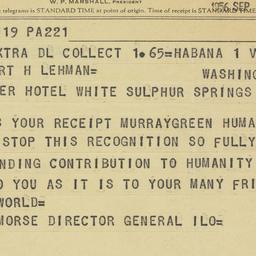 W. P. MARSHALL, PRESIDENT
telegrams is STANDARD TIME at point of origin. Time of receipt is STANDARD
1956 SEP
19 PA221
XTRA DL COLLECT 1.65=HABANA 1 V
RT H LEHMAN=
WASHING
ER HOTEL WHITE SULPHUR SPRINGS
S YOUR RECEIPT MURRAYGREEN HUMA
STOP THIS RECOGNITION SO FULLY
NDING CONTRIBUTION TO HUMANITY
O YOU AS IT IS TO YOUR MANY FRI
WORLD=
MORSE DIRECTOR GENERAL ILO=